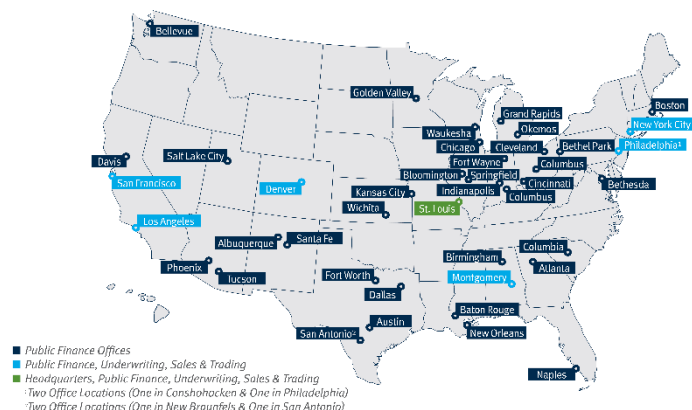 Bellevue
Golden Valley
Boston
Grand Rapids
New York City
Waukesha
Okemos
Chicago
Cleveland
Bethel Park
Philadelphia¹
Davis
Salt Lake City
Fort Wayne
Columbus
San Francisco
Denver
Bloomington
Springfield
Cincinnati
Bethesda
Kansas City
Indianapolis
Columbus
Wichita
St. Louis
Los Angeles
Albuquerque
Santa Fe
Columbia
Birmingham
Phoenix
Tucson
Fort Worth
Montgomery
Atlanta
Dallas
Baton Rouge
Austin
San Antonio²
New Orleans
Naples
Public Finance Offices
Public Finance, Underwriting, Sales & Trading
Headquarters, Public Finance, Underwriting, Sales & Trading
¹Two Office Locations (One in Conshohocken & One in Philadelphia)
²Two Office Locations (One in New Braunfels & One in San Antonio)